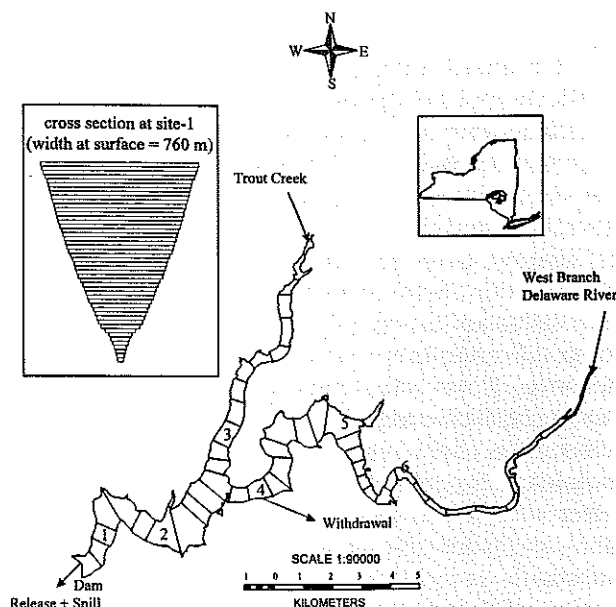 N
W E
S
cross section at site-1
(width at surface = 760 m)
Trout Creek
West Branch
Delaware River
5
3
6
4
Withdrawal
1
2
SCALE 1:90000
Dam
Release + Spill
1 0 1 2 3 4 5
KILOMETERS